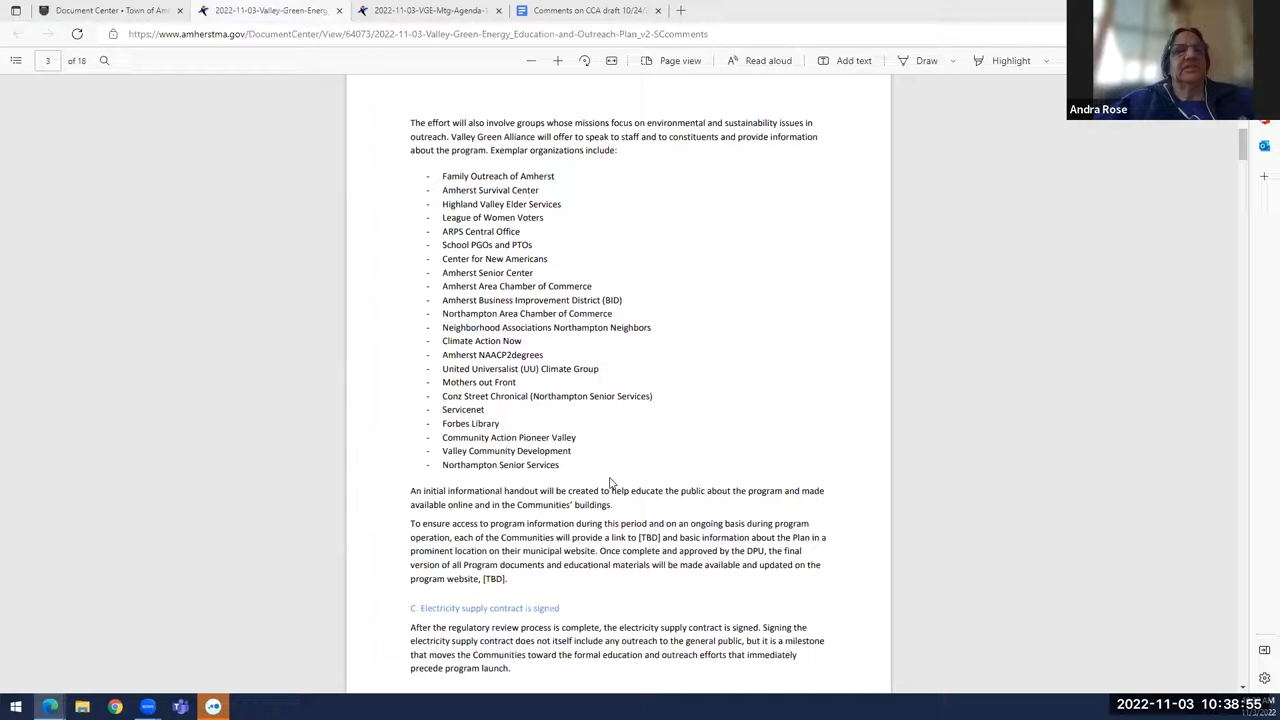 Document Center • Town of Am
2022-11-03-Valley-Green-Energ
2022-11-03-VGE-Mtg-Agenda-
Comments on CCA draft 10/24/
https://www.amherstma.gov/DocumentCenter/View/64073/2022-11-03-Valley-Green-Energy_Education-and-Outreach-Plan_v2-SCcomments
3 of 18
Page view
Read aloud
Add text
Draw
Highlight
Andra Rose
The effort will also involve groups whose missions focus on environmental and sustainability issues in
outreach. Valley Green Alliance will offer to speak to staff and to constituents and provide information
about the program. Exemplar organizations include:
- Family Outreach of Amherst
- Amherst Survival Center
- Highland Valley Elder Services
- League of Women Voters
- ARPS Central Office
- School PGOs and PTOs
- Center for New Americans
- Amherst Senior Center
- Amherst Area Chamber of Commerce
- Amherst Business Improvement District (BID)
- Northampton Area Chamber of Commerce
- Neighborhood Associations Northampton Neighbors
- Climate Action Now
- Amherst NAACP2degrees
- United Universalist (UU) Climate Group
- Mothers out Front
- Conz Street Chronical (Northampton Senior Services)
- Servicenet
- Forbes Library
- Community Action Pioneer Valley
- Valley Community Development
- Northampton Senior Services
An initial informational handout will be created to help educate the public about the program and made
available online and in the Communities' buildings.
To ensure access to program information during this period and on an ongoing basis during program
operation, each of the Communities will provide a link to [TBD] and basic information about the Plan in a
prominent location on their municipal website. Once complete and approved by the DPU, the final
version of all Program documents and educational materials will be made available and updated on the
program website, [TBD].
C. Electricity supply contract is signed
After the regulatory review process is complete, the electricity supply contract is signed. Signing the
electricity supply contract does not itself include any outreach to the general public, but it is a milestone
that moves the Communities toward the formal education and outreach efforts that immediately
precede program launch.
2022-11-03 10:38:55